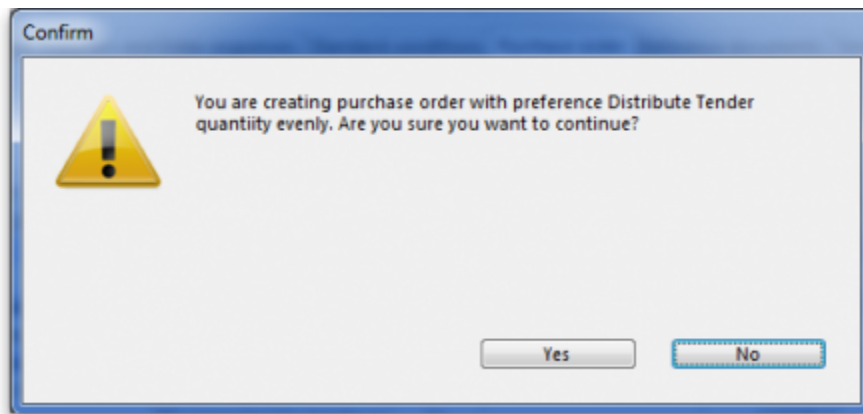 Confirm
You are creating purchase order with preference Distribute Tender
quantiity evenly. Are you sure you want to continue?
Yes
No